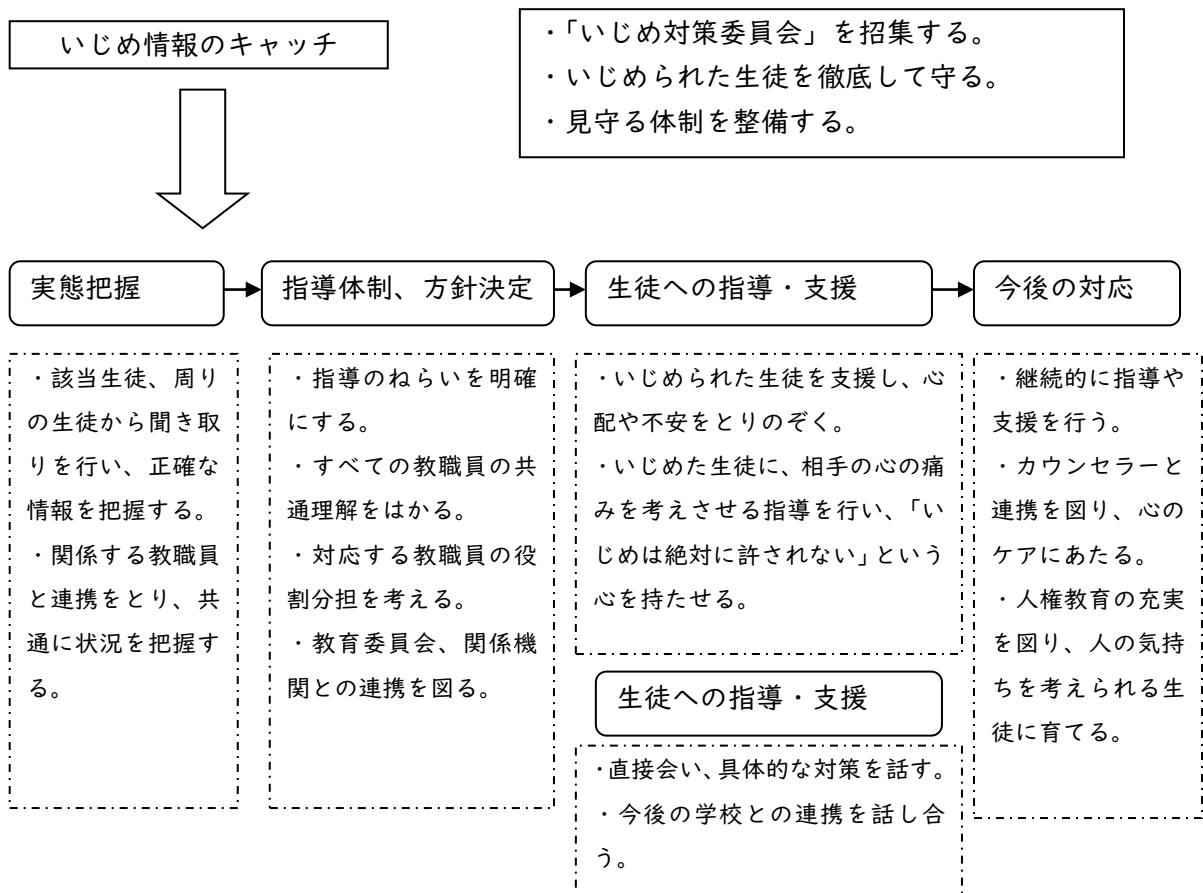 いじめ情報のキャッチ
・「いじめ対策委員会」を招集する。
・いじめられた生徒を徹底して守る。
・見守る体制を整備する。
実態把握
指導体制、方針決定
生徒への指導・支援
今後の対応
・該当生徒、周り
の生徒から聞き取
りを行い、正確な
情報を把握する。
・関係する教職員
と連携をとり、共
通に状況を把握す
る。
・指導のねらいを明確
にする。
・すべての教職員の共
通理解をはかる。
・対応する教職員の役
割分担を考える。
・教育委員会、関係機
関との連携を図る。
・いじめられた生徒を支援し、心
配や不安をとりのぞく。
・いじめた生徒に、相手の心の痛
みを考えさせる指導を行い、「い
じめは絶対に許されない」という
心を持たせる。
生徒への指導・支援
・直接会い、具体的な対策を話す。
・今後の学校との連携を話し合
う。
・継続的に指導や
支援を行う。
・カウンセラーと
連携を図り、心の
ケアにあたる。
・人権教育の充実
を図り、人の気持
ちを考えられる生
徒に育てる。